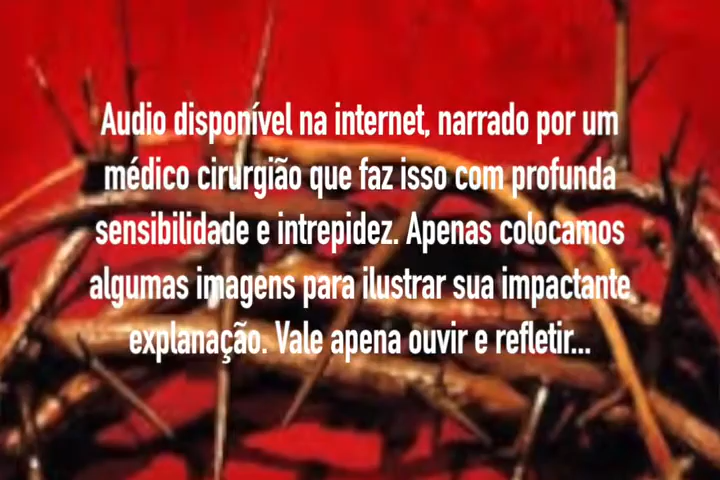 Audio disponível na internet, narrado por um
médico cirurgião que faz isso com profunda
sensibilidade e intrepidez. Apenas colocamos
algumas imagens para ilustrar sua impactante
explanação. Vale apena ouvir e refletir...